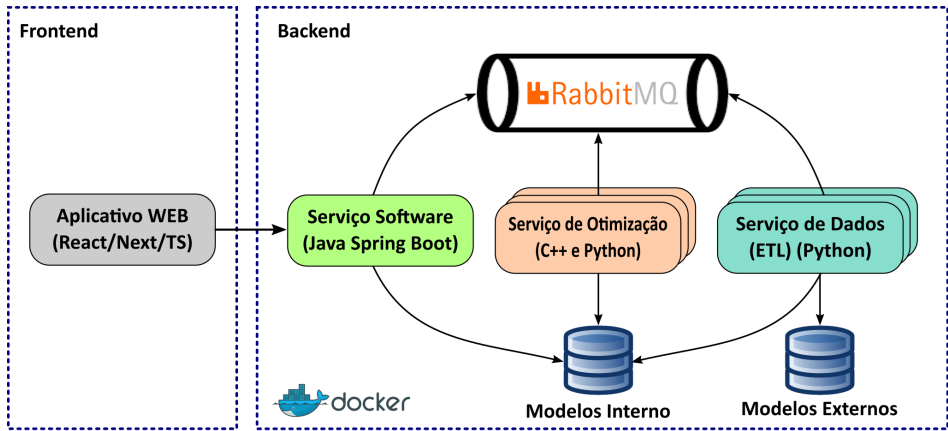 Frontend
Backend
RabbitMQ
Aplicativo WEB
(React/Next/TS)
Serviço Software
(Java Spring Boot)
Serviço de Otimização
(C++ e Python)
Serviço de Dados
(ETL) (Python)
docker
Modelos Interno
Modelos Externos